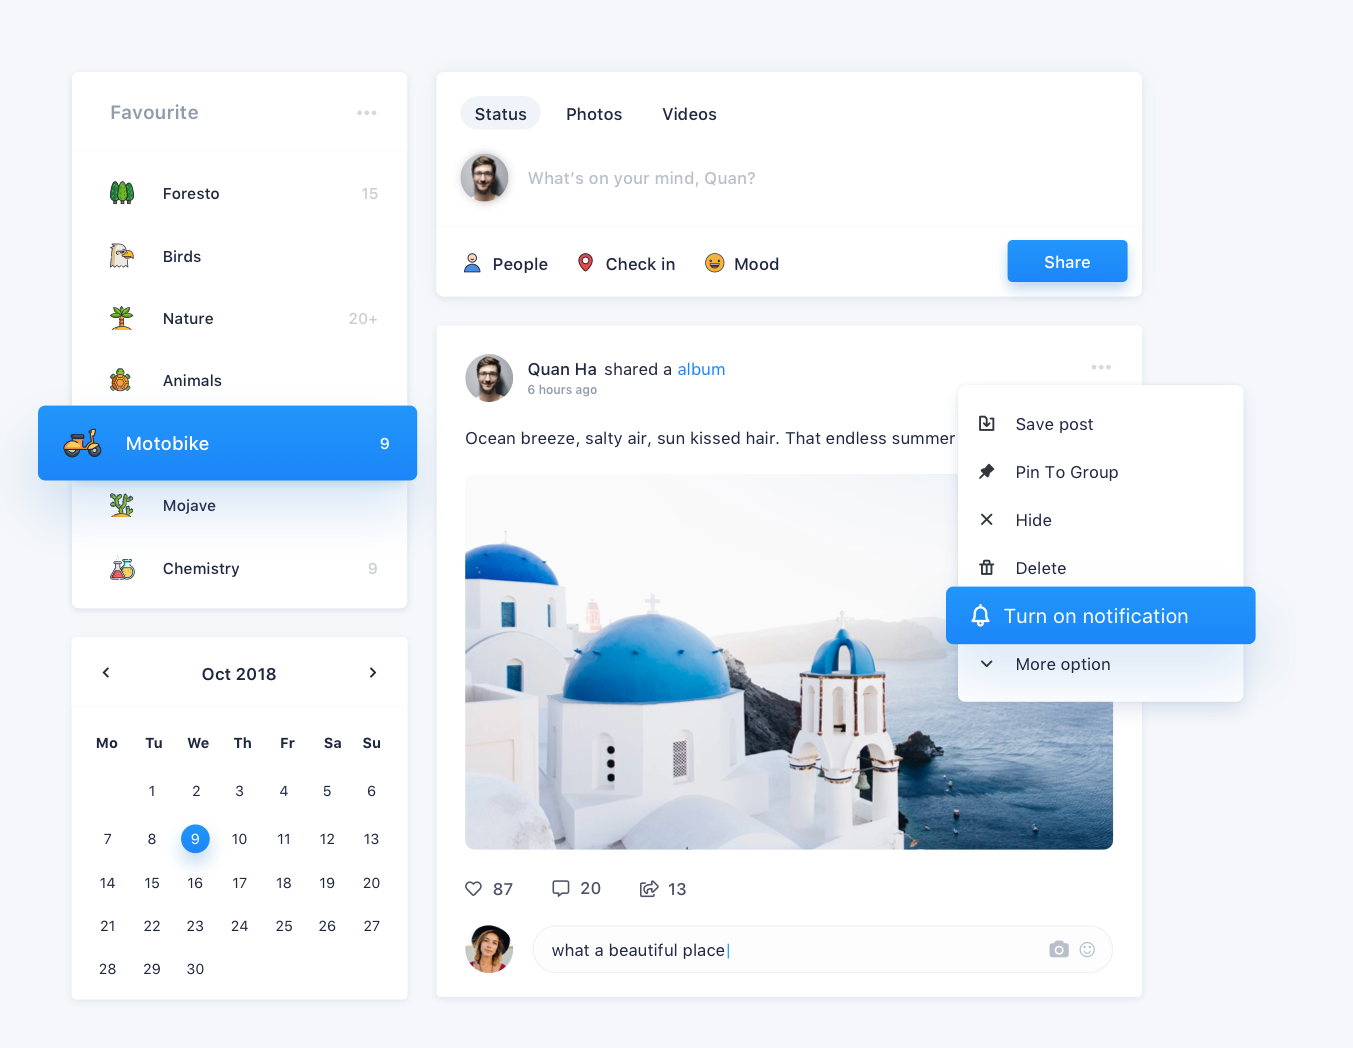 Favourite
Foresto 15
Birds
Nature 20+
Animals
Motobike 9
Mojave
Chemistry 9
Oct 2018
Mo Tu We Th Fr Sa Su
1 2 3 4 5 6
7 8 9 10 11 12 13
14 15 16 17 18 19 20
21 22 23 24 25 26 27
28 29 30
Status Photos Videos
What's on your mind, Quan?
People Check in Mood Share
Quan Ha shared a album
6 hours ago
Ocean breeze, salty air, sun kissed hair. That endless summer
Save post
Pin To Group
Hide
Delete
Turn on notification
More option
87 20 13
what a beautiful place